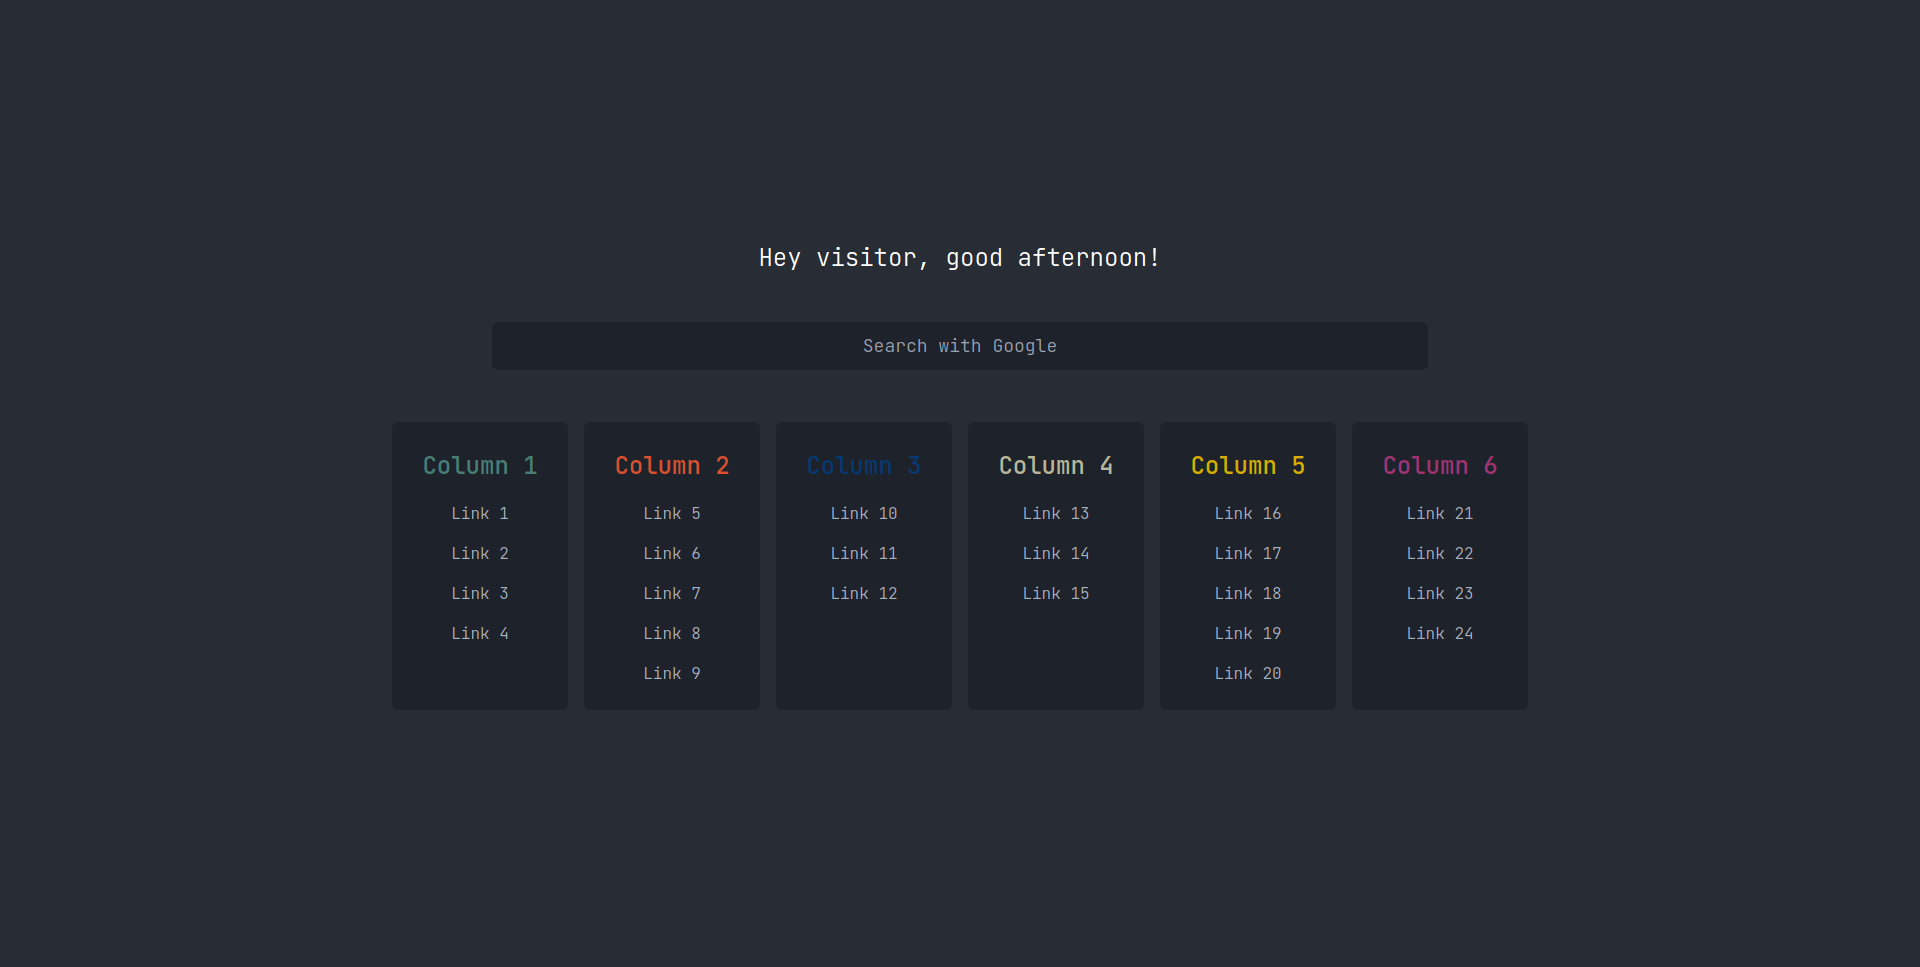 Hey visitor, good afternoon!
Search with Google
Column 1
Link 1
Link 2
Link 3
Link 4
Column 2
Link 5
Link 6
Link 7
Link 8
Link 9
Column 3
Link 10
Link 11
Link 12
Column 4
Link 13
Link 14
Link 15
Column 5
Link 16
Link 17
Link 18
Link 19
Link 20
Column 6
Link 21
Link 22
Link 23
Link 24